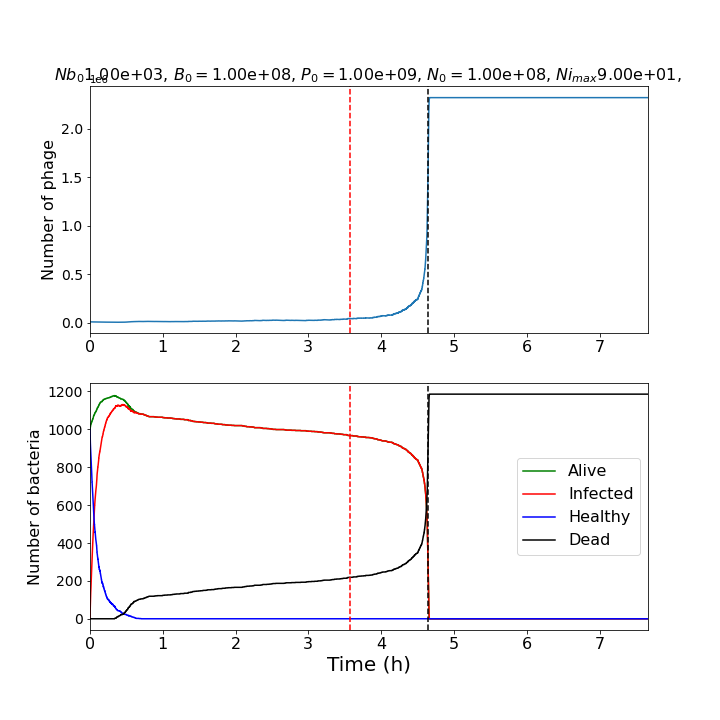 Nb₀1.00e+03, B₀ = 1.00e+08, P₀ = 1.00e+09, N₀ = 1.00e+08, Ni_max9.00e+01,
1e6
2.0
1.5
1.0
0.5
0.0
Number of phage
0 1 2 3 4 5 6 7
1200
1000
800
600
400
200
0
Number of bacteria
Alive
Infected
Healthy
Dead
0 1 2 3 4 5 6 7
Time (h)